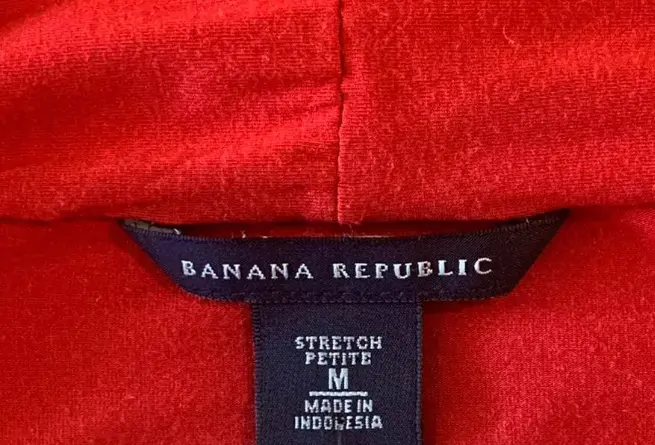 BANANA REPUBLIC
STRETCH
PETITE
M
MADE IN
INDONESIA